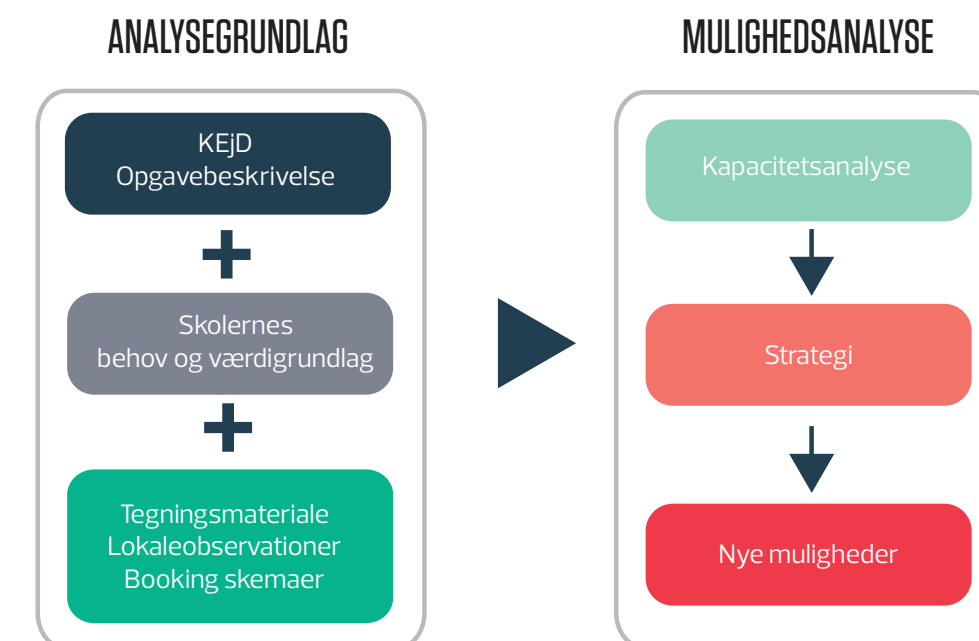 ANALYSEGRUNDLAG
KEjD
Opgavebeskrivelse
+
Skolernes
behov og værdigrundlag
+
Tegningsmateriale
Lokaleobservationer
Booking skemaer
MULIGHEDSANALYSE
Kapacitetsanalyse
Strategi
Nye muligheder